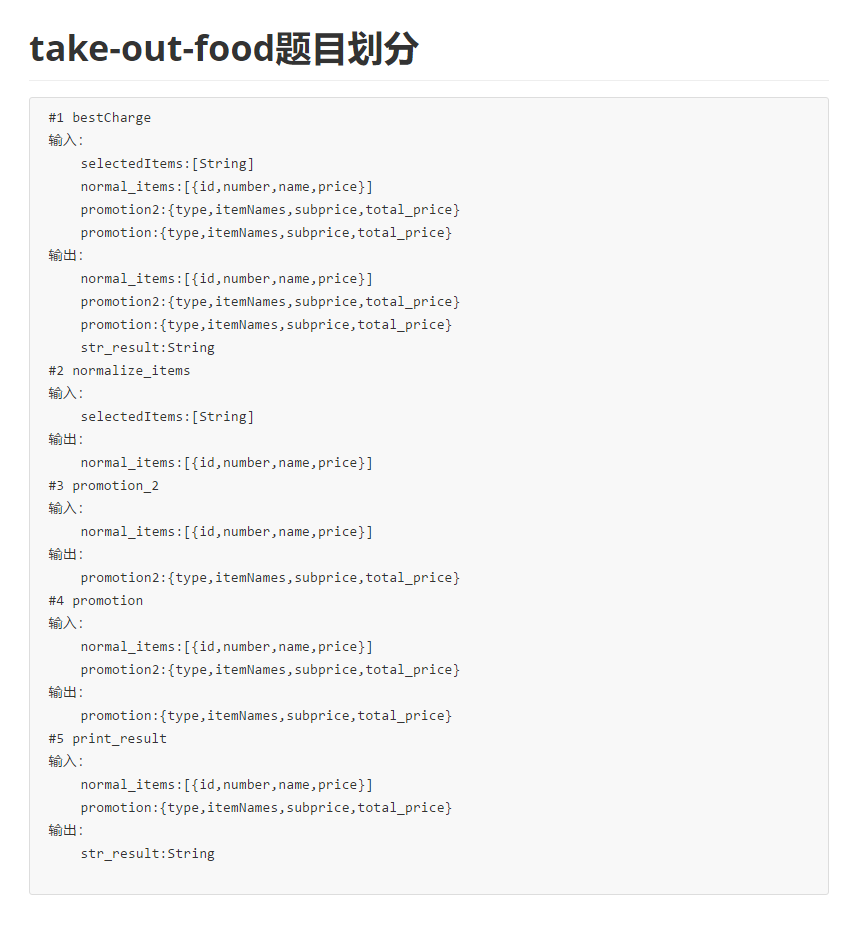 take-out-food题目划分
#1 bestCharge
输入:
selectedItems:[String]
normal_items:[{id,number,name,price}]
promotion2:{type,itemNames,subprice,total_price}
promotion:{type,itemNames,subprice,total_price}
输出:
normal_items:[{id,number,name,price}]
promotion2:{type,itemNames,subprice,total_price}
promotion:{type,itemNames,subprice,total_price}
str_result:String
#2 normalize_items
输入:
selectedItems:[String]
输出:
normal_items:[{id,number,name,price}]
#3 promotion_2
输入:
normal_items:[{id,number,name,price}]
输出:
promotion2:{type,itemNames,subprice,total_price}
#4 promotion
输入:
normal_items:[{id,number,name,price}]
promotion2:{type,itemNames,subprice,total_price}
输出:
promotion:{type,itemNames,subprice,total_price}
#5 print_result
输入:
normal_items:[{id,number,name,price}]
promotion:{type,itemNames,subprice,total_price}
输出:
str_result:String